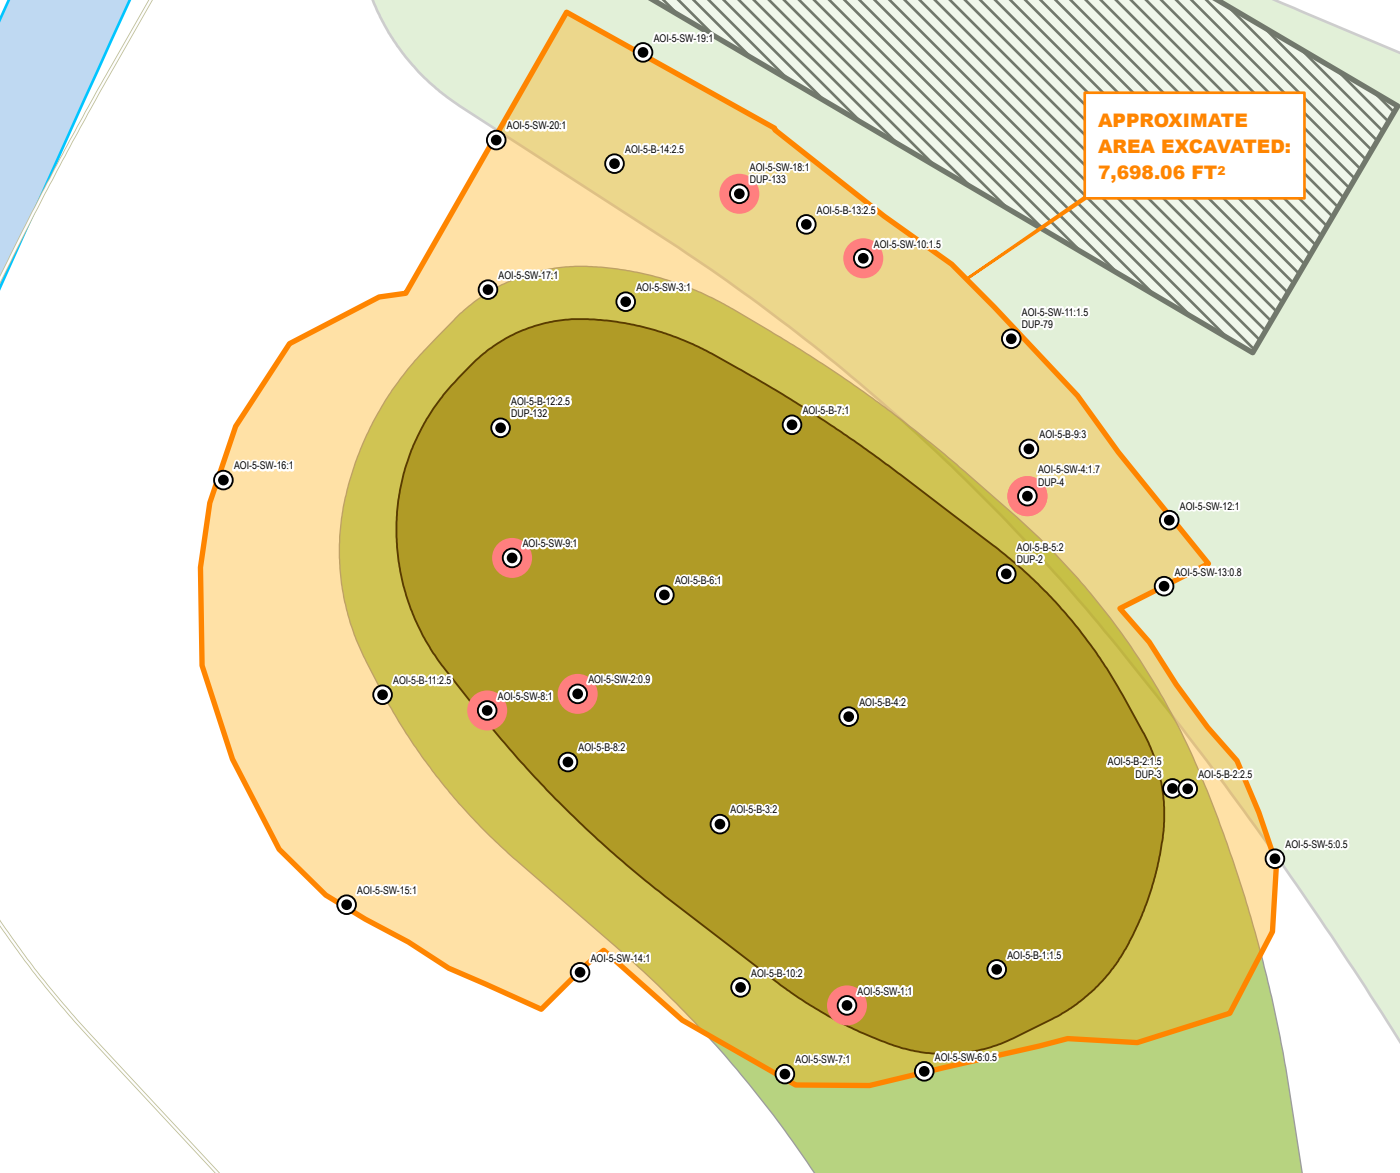 AOI-5-SW-19:1
APPROXIMATE
AREA EXCAVATED:
7,698.06 FT²
AOI-5-SW-20:1
AOI-5-B-14:2.5
AOI-5-SW-18:1
DUP-133
AOI-5-B-13:2.5
AOI-5-SW-10:1.5
AOI-5-SW-17:1
AOI-5-SW-3:1
AOI-5-SW-11:1.5
DUP-79
AOI-5-B-12:2.5
DUP-132
AOI-5-B-7:1
AOI-5-B-9:3
AOI-5-SW-16:1
AOI-5-SW-4:1.7
DUP-4
AOI-5-SW-12:1
AOI-5-SW-9:1
AOI-5-B-5:2
DUP-2
AOI-5-SW-13:0.8
AOI-5-B-6:1
AOI-5-B-11:2.5
AOI-5-SW-8:1
AOI-5-SW-2:0.9
AOI-5-B-4:2
AOI-5-B-8:2
AOI-5-B-2:1.5
DUP-3
AOI-5-B-2:2.5
AOI-5-B-3:2
AOI-5-SW-5:0.5
AOI-5-SW-15:1
AOI-5-SW-14:1
AOI-5-B-10:2
AOI-5-B-1:1.5
AOI-5-SW-1:1
AOI-5-SW-7:1
AOI-5-SW-6:0.5